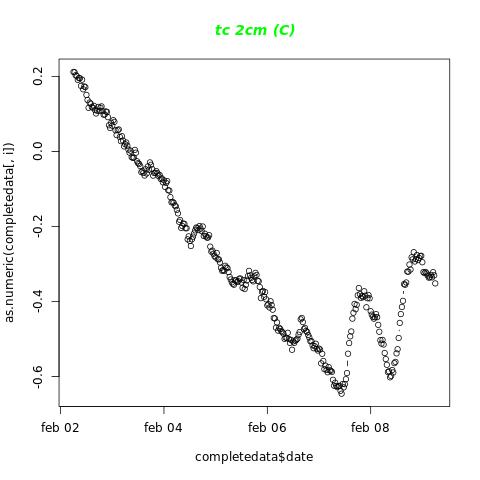 tc 2cm (C)
as.numeric(completedata[, i])
0.2
0.0
-0.2
-0.4
-0.6
feb 02 feb 04 feb 06 feb 08
completedata$date